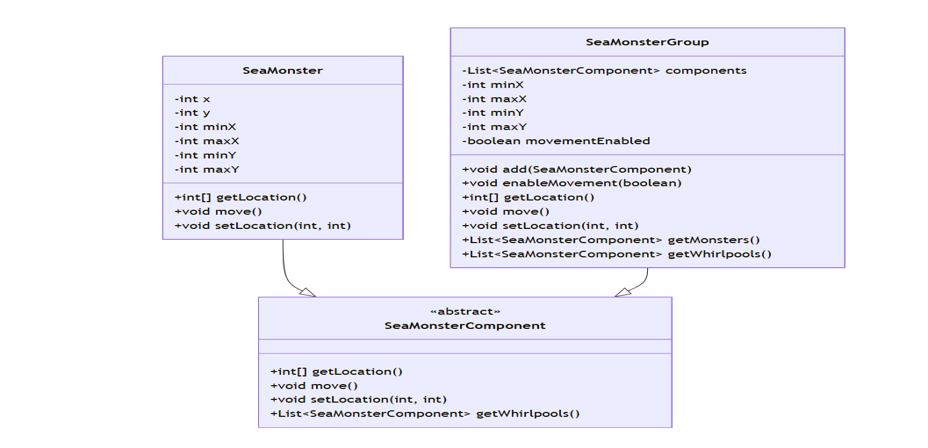 SeaMonster
-int x
-int y
-int minX
-int maxX
-int minY
-int maxY
+int[] getLocation()
+void move()
+void setLocation(int, int)
SeaMonsterGroup
-List<SeaMonsterComponent> components
-int minX
-int maxX
-int minY
-int maxY
-boolean movementEnabled
+void add(SeaMonsterComponent)
+void enableMovement(boolean)
+int[] getLocation()
+void move()
+void setLocation(int, int)
+List<SeaMonsterComponent> getMonsters()
+List<SeaMonsterComponent> getWhirlpools()
«abstract»
SeaMonsterComponent
+int[] getLocation()
+void move()
+void setLocation(int, int)
+List<SeaMonsterComponent> getWhirlpools()